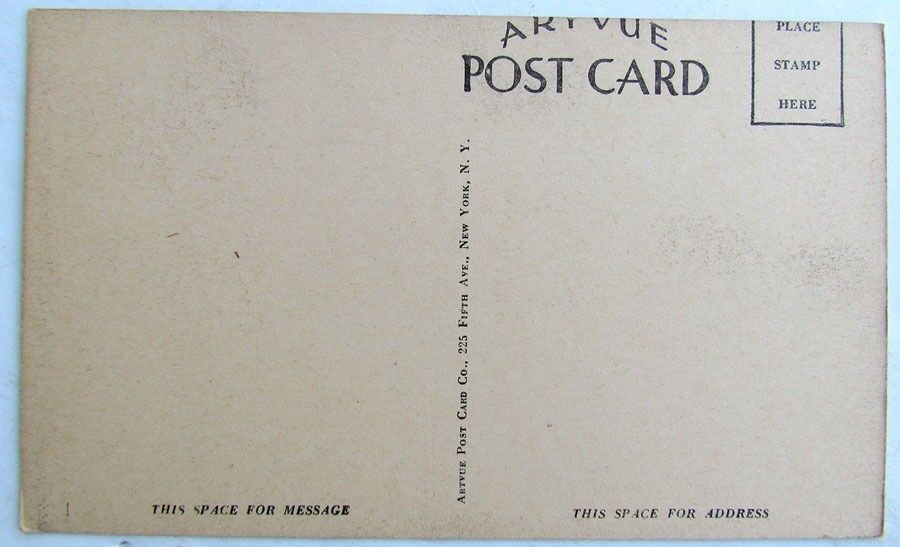 ARTVUE
POST CARD
PLACE
STAMP
HERE
ARTVUE POST CARD CO., 225 FIFTH AVE., NEW YORK, N. Y.
THIS SPACE FOR MESSAGE
THIS SPACE FOR ADDRESS